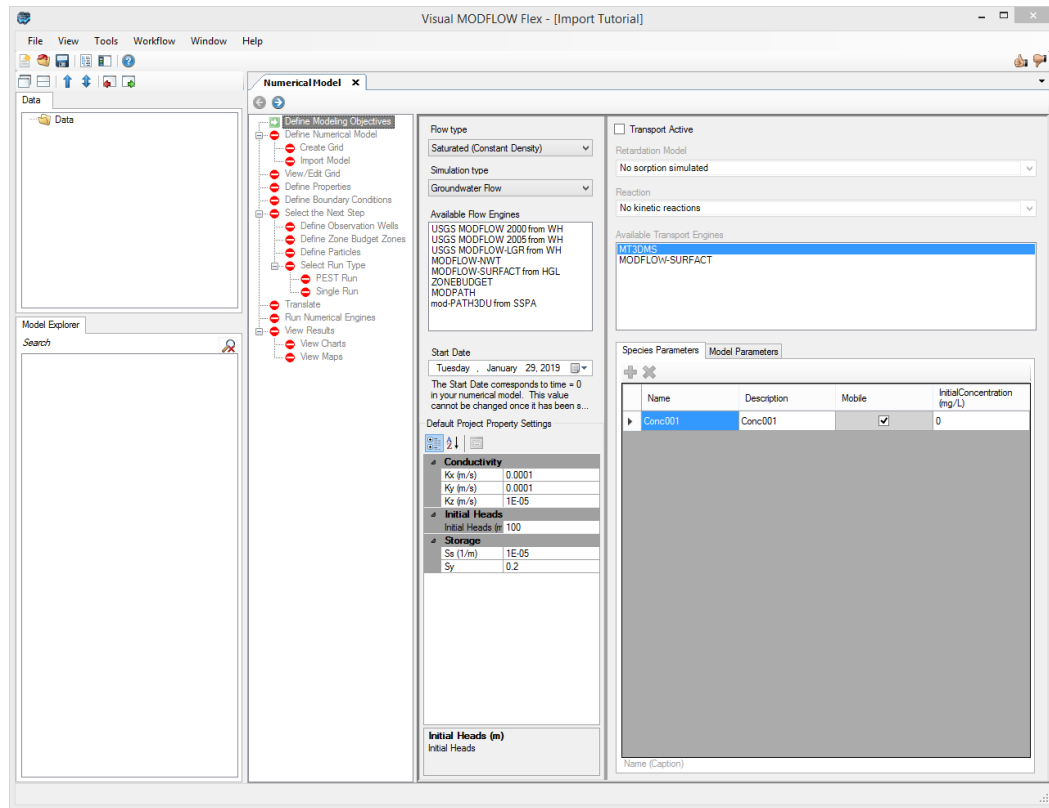 Visual MODFLOW Flex - [Import Tutorial]
File View Tools Workflow Window Help
Data
Data
Model Explorer
Search
Numerical Model
Define Modeling Objectives
Define Numerical Model
Create Grid
Import Model
View/Edit Grid
Define Properties
Define Boundary Conditions
Select the Next Step
Define Observation Wells
Define Zone Budget Zones
Define Particles
Select Run Type
PEST Run
Single Run
Translate
Run Numerical Engines
View Results
View Charts
View Maps
Flow type
Saturated (Constant Density)
Simulation type
Groundwater Flow
Available Flow Engines
USGS MODFLOW 2000 from WH
USGS MODFLOW 2005 from WH
USGS MODFLOW-LGR from WH
MODFLOW-NWT
MODFLOW-SURFACT from HGL
ZONEBUDGET
MODPATH
mod-PATH3DU from SSPA
Start Date
Tuesday , January 29, 2019
The Start Date corresponds to time = 0
in your numerical model. This value
cannot be changed once it has been s...
Default Project Property Settings
Conductivity
Kx (m/s) 0.0001
Ky (m/s) 0.0001
Kz (m/s) 1E-05
Initial Heads
Initial Heads (m 100
Storage
Ss (1/m) 1E-05
Sy 0.2
Initial Heads (m)
Initial Heads
Transport Active
Retardation Model
No sorption simulated
Reaction
No kinetic reactions
Available Transport Engines
MT3DMS
MODFLOW-SURFACT
Species Parameters Model Parameters
Name Description Mobile InitialConcentration
(mg/L)
Conc001 Conc001 0
Name (Caption)